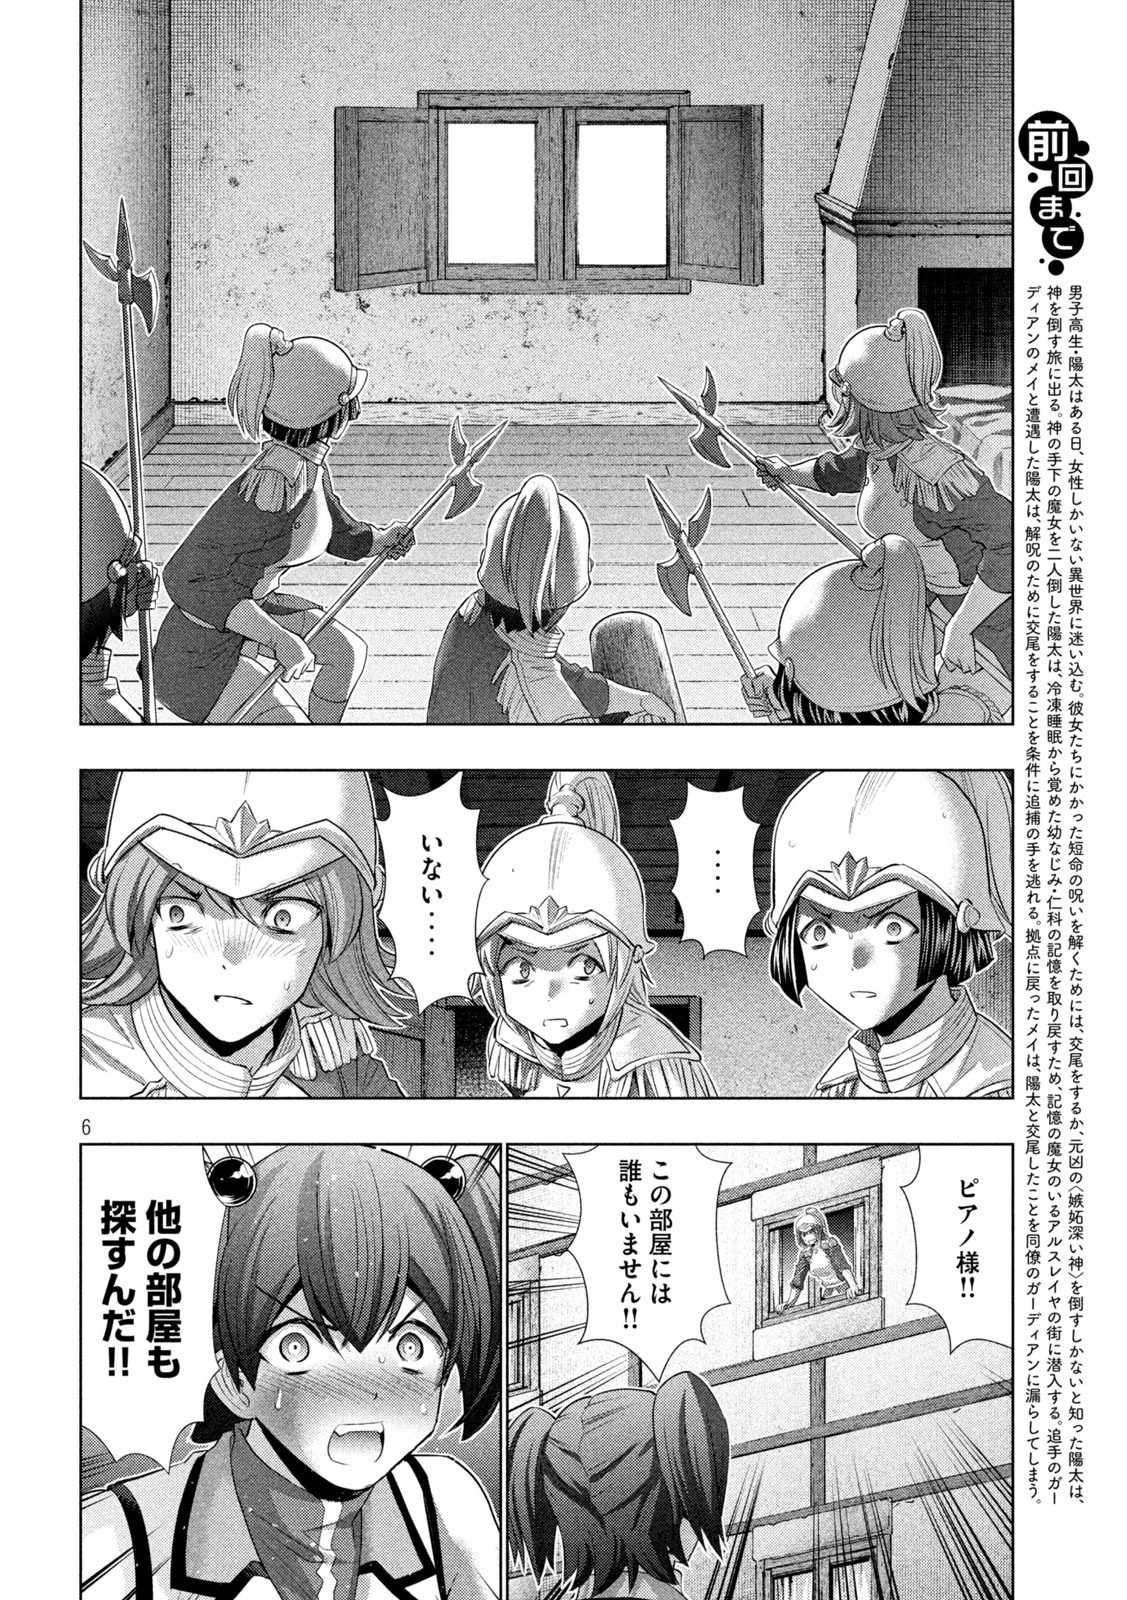 前回まで
男子高生・陽太はある日、女性しかいない異世界に迷い込む。彼女たちにかかった短命の呪いを解くためには、交尾をするか、元凶の〈嫉妬深い神〉を倒すしかないと知った陽太は、
神を倒す旅に出る。神の手下の魔女を二人倒した陽太は、冷凍睡眠から覚めた幼なじみ・仁科の記憶を取り戻すため、記憶の魔女のいるアルスレイヤの街に潜入する。追手のガー
ディアンのメイと遭遇した陽太は、解呪のために交尾をすることを条件に追捕の手を逃れる。拠点に戻ったメイは、陽太と交尾したことを同僚のガーディアンに漏らしてしまう。
‥‥
いない‥‥
ピアノ様!!
この部屋には
誰もいません!!
他の部屋も
探すんだ!!
6